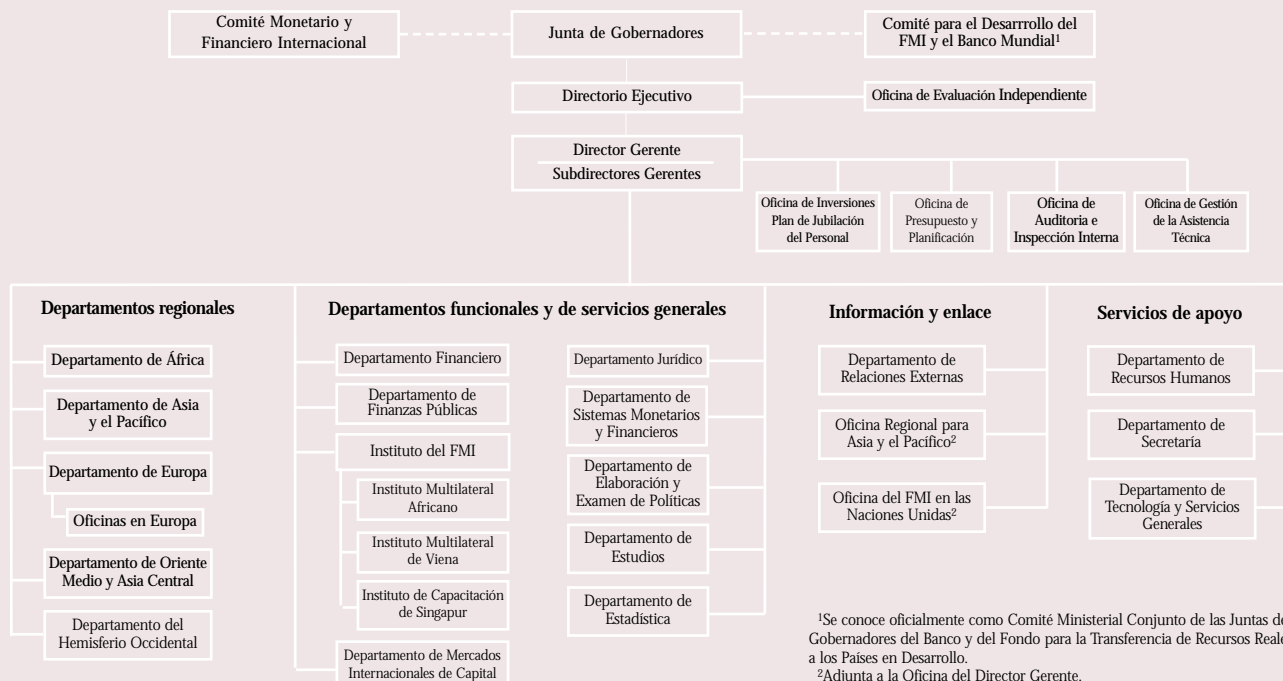 Comité Monetario y
Financiero Internacional
Junta de Gobernadores
Comité para el Desarrrollo del
FMI y el Banco Mundial¹
Directorio Ejecutivo
Oficina de Evaluación Independiente
Director Gerente
Subdirectores Gerentes
Oficina de Inversiones
Plan de Jubilación
del Personal
Oficina de
Presupuesto y
Planificación
Oficina de
Auditoria e
Inspección Interna
Oficina de Gestión
de la Asistencia
Técnica
Departamentos regionales
Departamento de África
Departamento de Asia
y el Pacífico
Departamento de Europa
Oficinas en Europa
Departamento de Oriente
Medio y Asia Central
Departamento del
Hemisferio Occidental
Departamentos funcionales y de servicios generales
Departamento Financiero
Departamento de
Finanzas Públicas
Instituto del FMI
Instituto Multilateral
Africano
Instituto Multilateral
de Viena
Instituto de Capacitación
de Singapur
Departamento de Mercados
Internacionales de Capital
Departamento Jurídico
Departamento de
Sistemas Monetarios
y Financieros
Departamento de
Elaboración y
Examen de Políticas
Departamento de
Estudios
Departamento de
Estadística
Información y enlace
Departamento de
Relaciones Externas
Oficina Regional para
Asia y el Pacífico²
Oficina del FMI en las
Naciones Unidas²
Servicios de apoyo
Departamento de
Recursos Humanos
Departamento de
Secretaría
Departamento de
Tecnología y Servicios
Generales
¹Se conoce oficialmente como Comité Ministerial Conjunto de las Juntas de
Gobernadores del Banco y del Fondo para la Transferencia de Recursos Reale
a los Países en Desarrollo.
²Adjunta a la Oficina del Director Gerente.